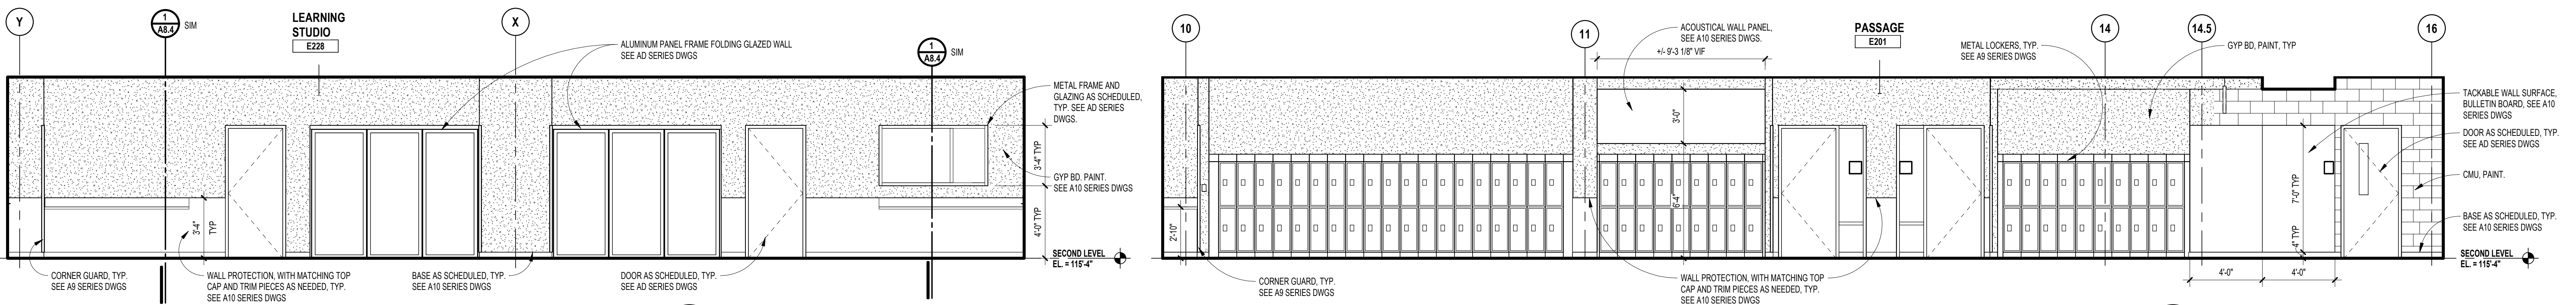 Y
1
A8.4
SIM
LEARNING
STUDIO
E228
X
ALUMINUM PANEL FRAME FOLDING GLAZED WALL
SEE AD SERIES DWGS
1
A8.4
SIM
METAL FRAME AND
GLAZING AS SCHEDULED,
TYP. SEE AD SERIES
DWGS.
3'-4" TYP
GYP BD. PAINT.
SEE A10 SERIES DWGS
4'-0" TYP
3'-4"
TYP
SECOND LEVEL
EL. = 115'-4"
CORNER GUARD, TYP.
SEE A9 SERIES DWGS
WALL PROTECTION, WITH MATCHING TOP
CAP AND TRIM PIECES AS NEEDED, TYP.
SEE A10 SERIES DWGS
BASE AS SCHEDULED, TYP.
SEE A10 SERIES DWGS
DOOR AS SCHEDULED, TYP.
SEE AD SERIES DWGS
10
11
ACOUSTICAL WALL PANEL,
SEE A10 SERIES DWGS.
+/- 9'-3 1/8" VIF
PASSAGE
E201
METAL LOCKERS, TYP.
SEE A9 SERIES DWGS
14
14.5
GYP BD, PAINT, TYP
16
3'-0"
6'-4"
2'-10"
7'-0" TYP
4" TYP
TACKABLE WALL SURFACE,
BULLETIN BOARD, SEE A10
SERIES DWGS
DOOR AS SCHEDULED, TYP.
SEE AD SERIES DWGS
CMU, PAINT.
BASE AS SCHEDULED, TYP.
SEE A10 SERIES DWGS
SECOND LEVEL
EL. = 115'-4"
CORNER GUARD, TYP.
SEE A9 SERIES DWGS
WALL PROTECTION, WITH MATCHING TOP
CAP AND TRIM PIECES AS NEEDED, TYP.
SEE A10 SERIES DWGS
4'-0"
4'-0"